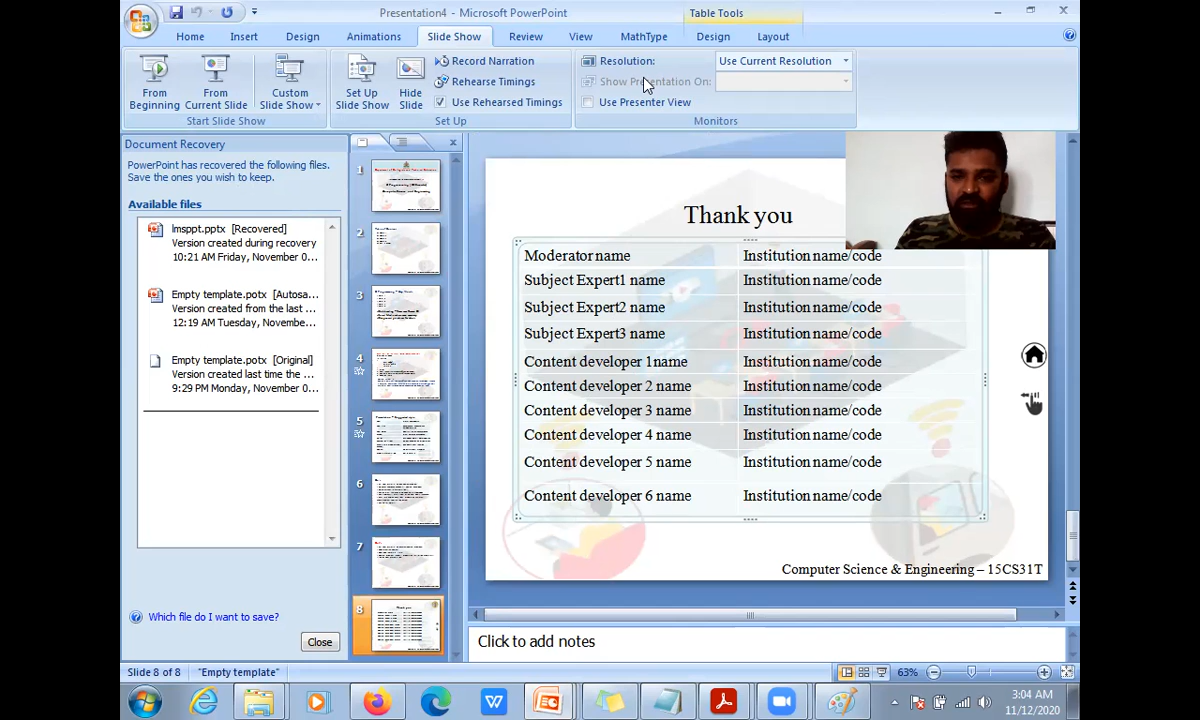 Presentation4 - Microsoft PowerPoint
Table Tools
Home Insert Design Animations Slide Show Review View MathType Design Layout
From Beginning
From Current Slide
Custom Slide Show
Start Slide Show
Set Up Slide Show
Hide Slide
Record Narration
Rehearse Timings
Use Rehearsed Timings
Set Up
Resolution: Use Current Resolution
Show Presentation On:
Use Presenter View
Monitors
Document Recovery
PowerPoint has recovered the following files.
Save the ones you wish to keep.
Available files
lmsppt.pptx [Recovered]
Version created during recovery
10:21 AM Friday, November 0...
Empty template.potx [Autosa...
Version created from the last ...
12:19 AM Tuesday, Novembe...
Empty template.potx [Original]
Version created last time the ...
9:29 PM Monday, November 0...
Which file do I want to save?
Close
1
2
3
4
5
6
7
8
Thank you
Moderator name Institution name/code
Subject Expert1 name Institution name/code
Subject Expert2 name Institution name/code
Subject Expert3 name Institution name/code
Content developer 1name Institution name/code
Content developer 2 name Institution name/code
Content developer 3 name Institution name/code
Content developer 4 name Institution name/code
Content developer 5 name Institution name/code
Content developer 6 name Institution name/code
Computer Science & Engineering – 15CS31T
Click to add notes
Slide 8 of 8 "Empty template" 63%
3:04 AM
11/12/2020